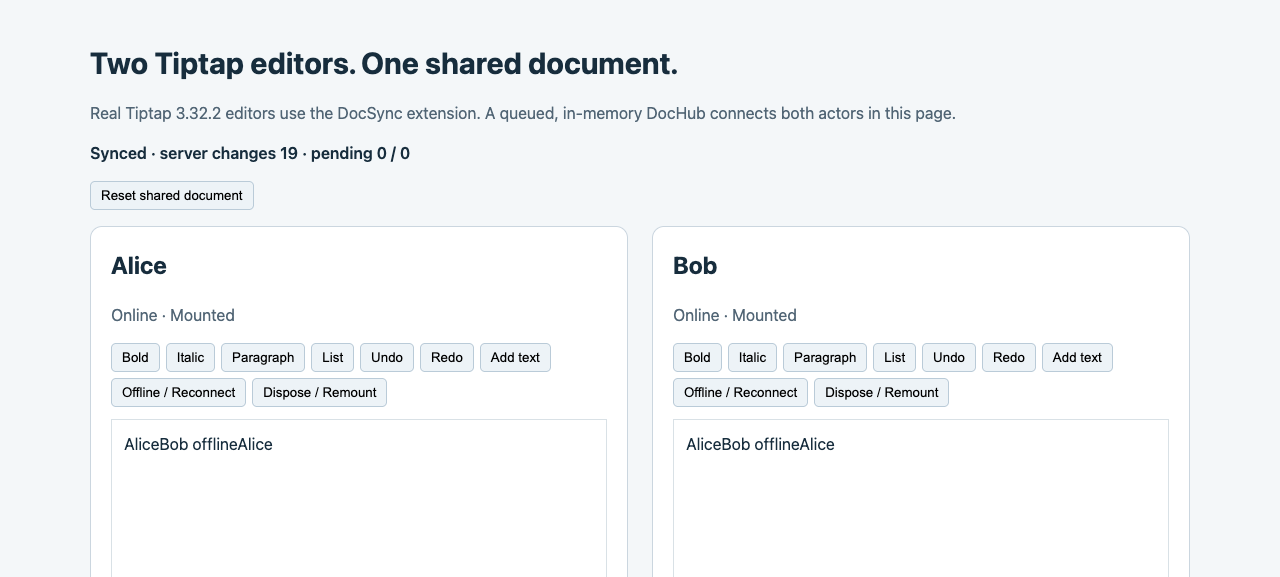 Two Tiptap editors. One shared document.
Real Tiptap 3.32.2 editors use the DocSync extension. A queued, in-memory DocHub connects both actors in this page.
Synced · server changes 19 · pending 0 / 0
Reset shared document
Alice
Online · Mounted
Bold Italic Paragraph List Undo Redo Add text
Offline / Reconnect Dispose / Remount
AliceBob offlineAlice
Bob
Online · Mounted
Bold Italic Paragraph List Undo Redo Add text
Offline / Reconnect Dispose / Remount
AliceBob offlineAlice